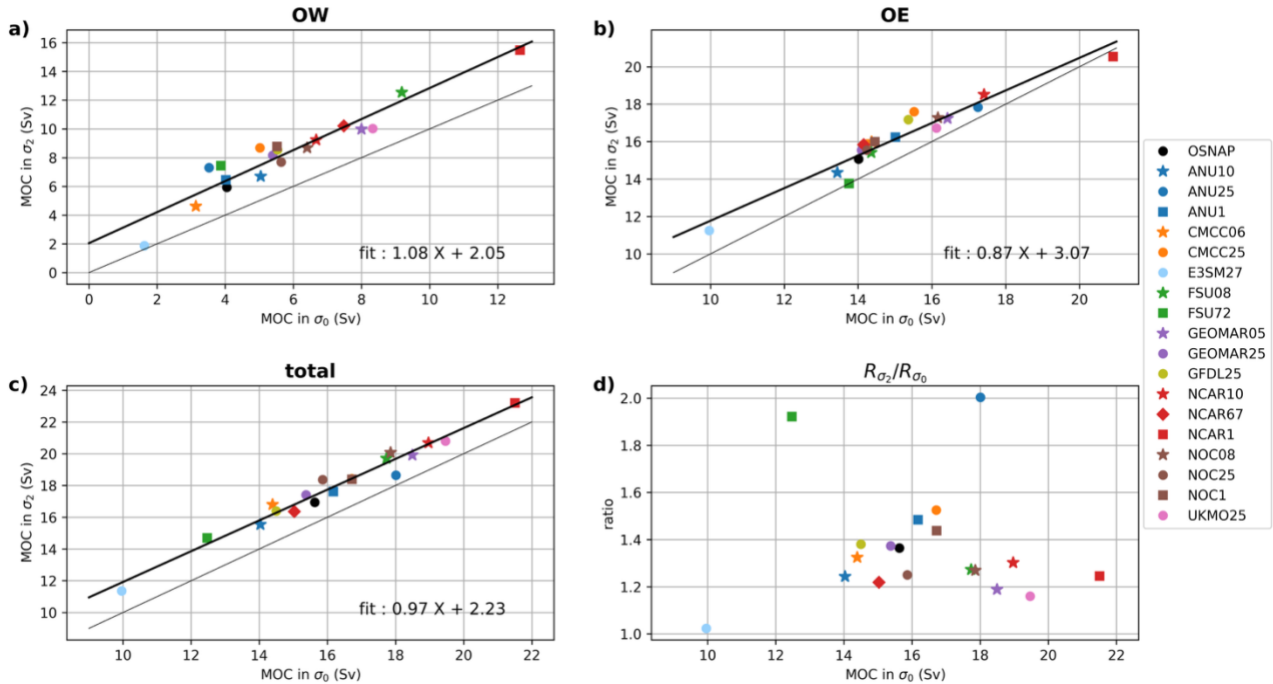 a) OW
16
14
12
10
8
6
4
2
0
MOC in σ2 (Sv)
fit : 1.08 X + 2.05
0 2 4 6 8 10 12
MOC in σ0 (Sv)
b) OE
20
18
16
14
12
10
MOC in σ2 (Sv)
fit : 0.87 X + 3.07
10 12 14 16 18 20
MOC in σ0 (Sv)
c) total
24
22
20
18
16
14
12
10
MOC in σ2 (Sv)
fit : 0.97 X + 2.23
10 12 14 16 18 20 22
MOC in σ0 (Sv)
d) Rσ2/Rσ0
2.0
1.8
1.6
1.4
1.2
1.0
ratio
10 12 14 16 18 20 22
MOC in σ0 (Sv)
OSNAP
ANU10
ANU25
ANU1
CMCC06
CMCC25
E3SM27
FSU08
FSU72
GEOMAR05
GEOMAR25
GFDL25
NCAR10
NCAR67
NCAR1
NOC08
NOC25
NOC1
UKMO25